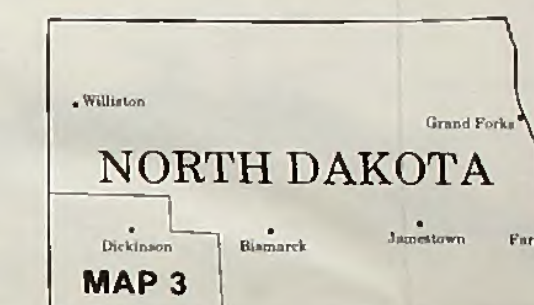 Williston
Grand Forks
NORTH DAKOTA
Dickinson
Bismarck
Jamestown
Far
MAP 3